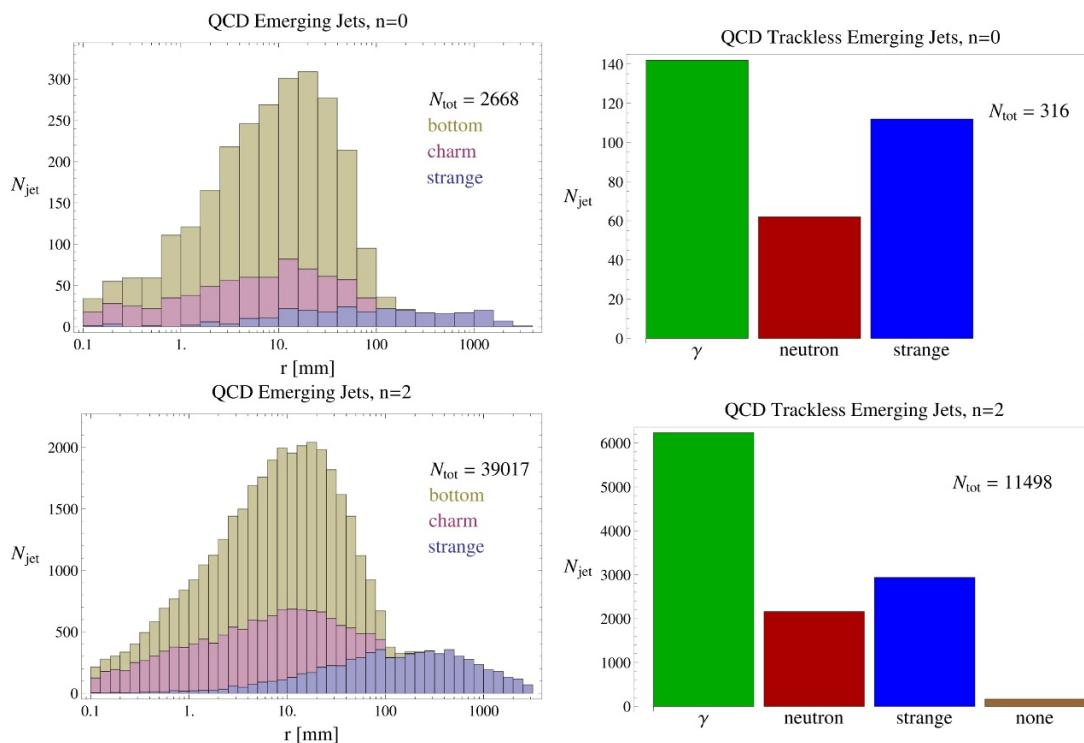 QCD Emerging Jets, n=0
N_tot = 2668
bottom
charm
strange
N_jet
300
250
200
150
100
50
0
0.1 1. 10. 100 1000
r [mm]
QCD Trackless Emerging Jets, n=0
N_tot = 316
N_jet
140
120
100
80
60
40
20
0
γ neutron strange
QCD Emerging Jets, n=2
N_tot = 39017
bottom
charm
strange
N_jet
2000
1500
1000
500
0
0.1 1. 10. 100 1000
r [mm]
QCD Trackless Emerging Jets, n=2
N_tot = 11498
N_jet
6000
5000
4000
3000
2000
1000
0
γ neutron strange none